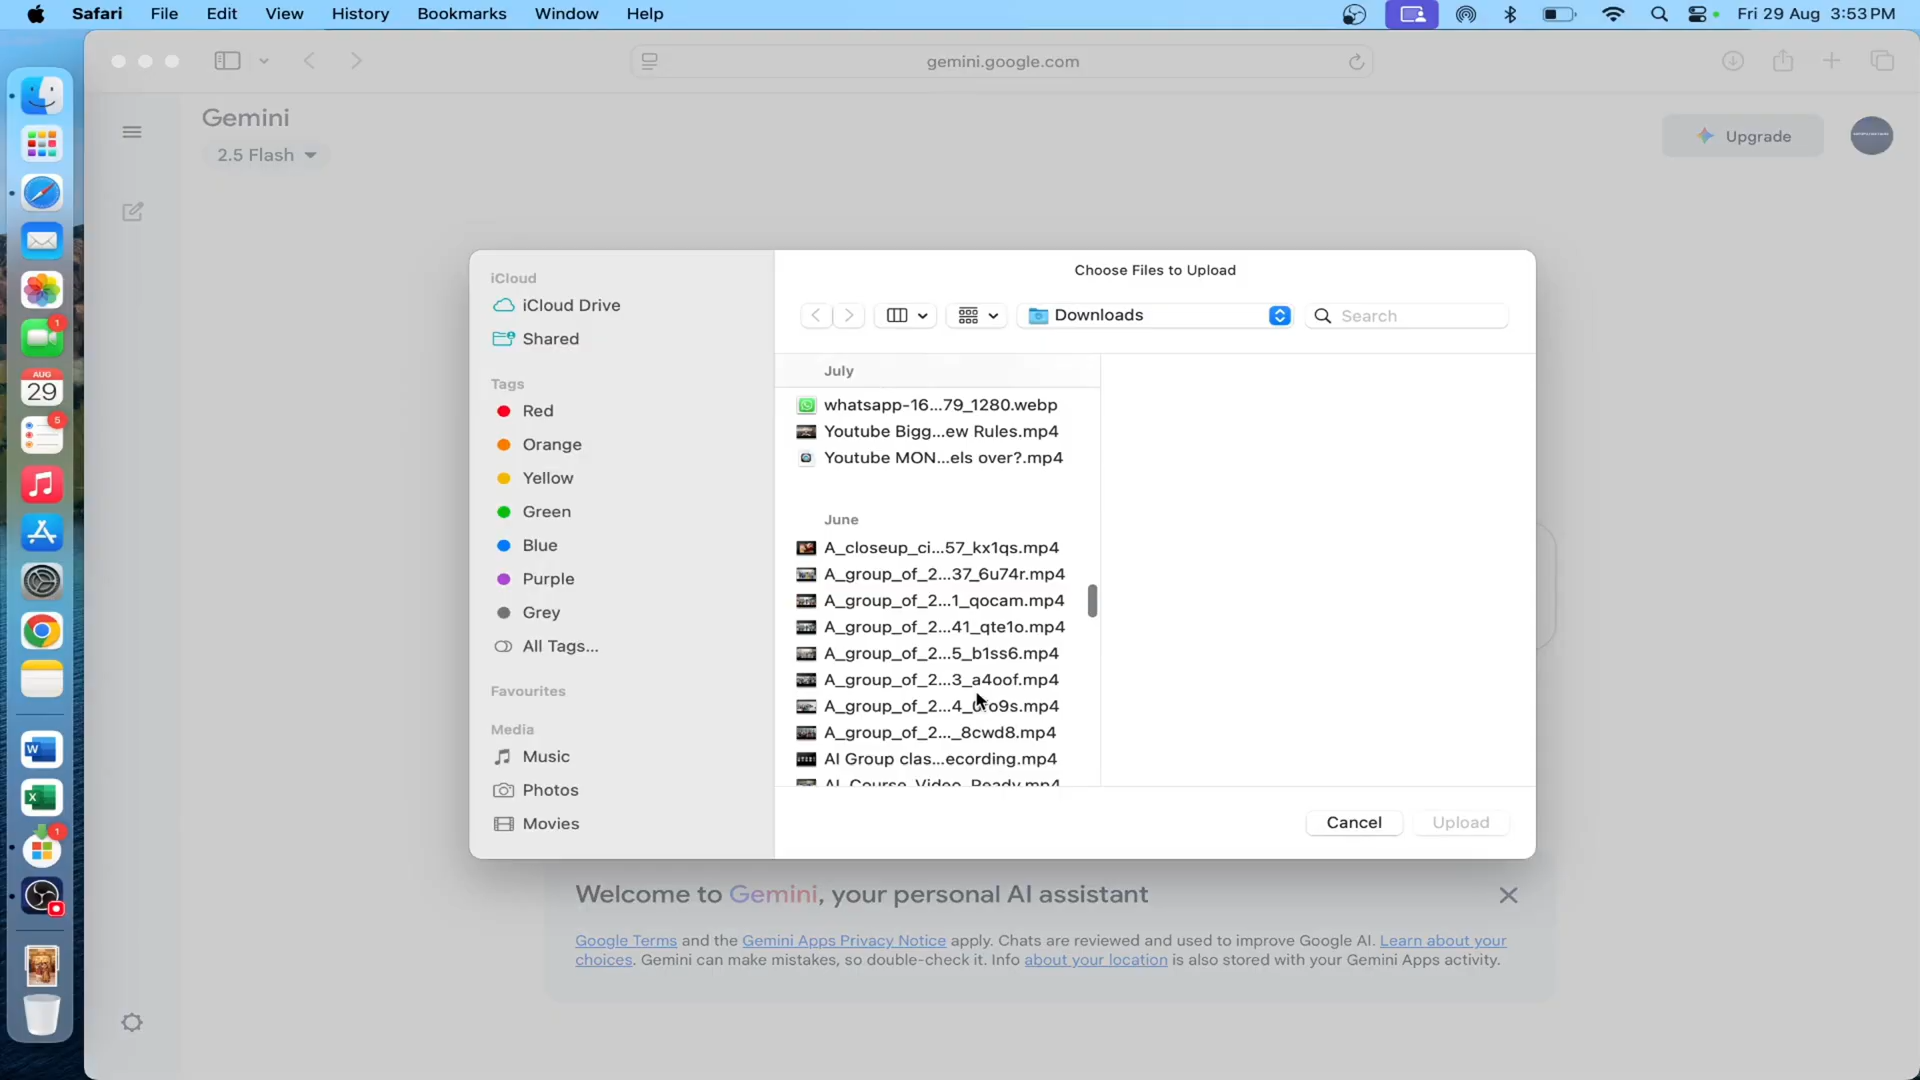 Safari File Edit View History Bookmarks Window Help
Fri 29 Aug 3:53 PM
gemini.google.com
Gemini
2.5 Flash
Upgrade
1
AUG
29
5
1
Choose Files to Upload
iCloud
iCloud Drive
Shared
Tags
Red
Orange
Yellow
Green
Blue
Purple
Grey
All Tags...
Favourites
Media
Music
Photos
Movies
Downloads
Search
July
whatsapp-16...79_1280.webp
Youtube Bigg...ew Rules.mp4
Youtube MON...els over?.mp4
June
A_closeup_ci...57_kx1qs.mp4
A_group_of_2...37_6u74r.mp4
A_group_of_2...1_qocam.mp4
A_group_of_2...41_qte1o.mp4
A_group_of_2...5_b1ss6.mp4
A_group_of_2...3_a4oof.mp4
A_group_of_2..._8cwd8.mp4
AI Group clas...ecording.mp4
AI_Course_Video_Ready.mp4
Cancel
Upload
Welcome to Gemini, your personal AI assistant
Google Terms and the Gemini Apps Privacy Notice apply. Chats are reviewed and used to improve Google AI. Learn about your
choices. Gemini can make mistakes, so double-check it. Info about your location is also stored with your Gemini Apps activity.